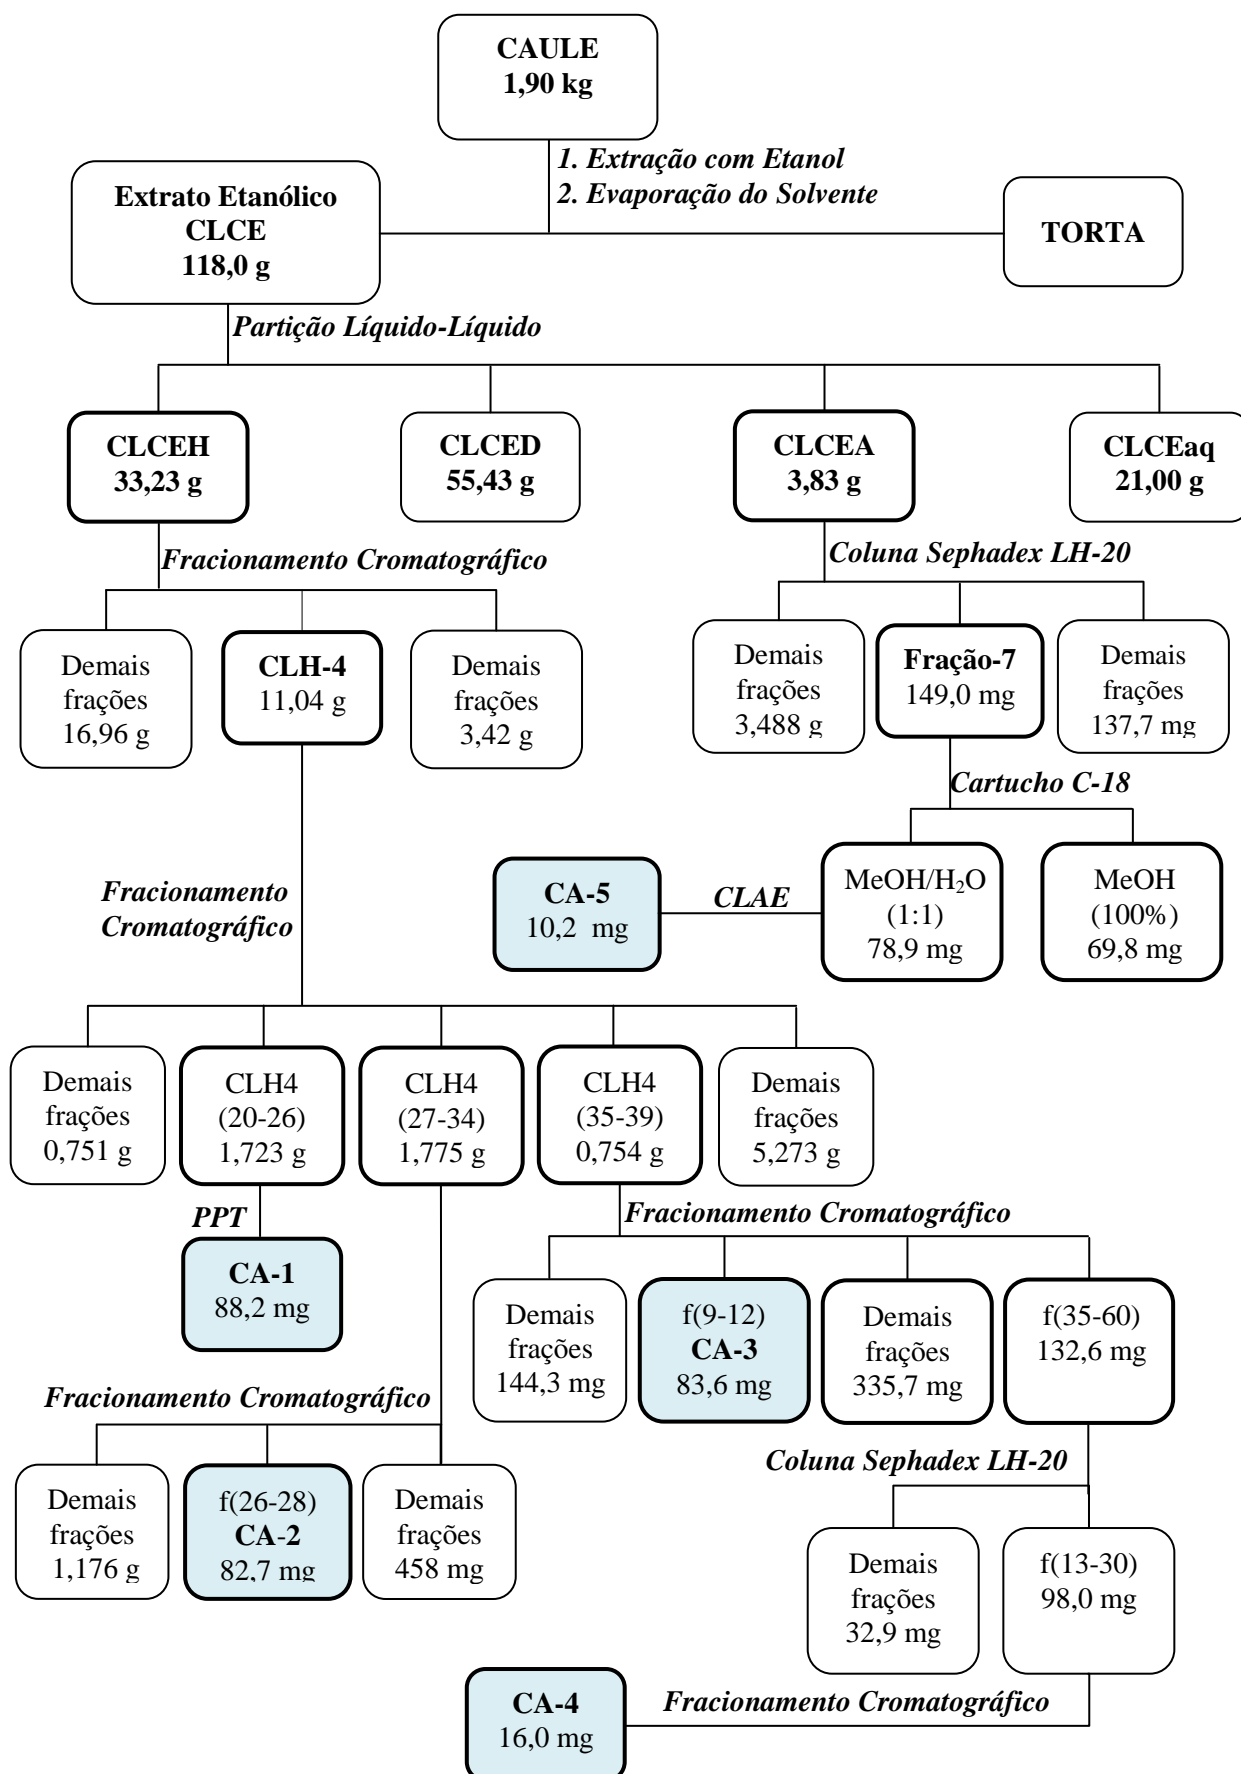 CAULE
1,90 kg
1. Extração com Etanol
2. Evaporação do Solvente
Extrato Etanólico
CLCE
118,0 g
TORTA
Partição Líquido-Líquido
CLCEH
33,23 g
CLCED
55,43 g
CLCEA
3,83 g
CLCEaq
21,00 g
Fracionamento Cromatográfico
Coluna Sephadex LH-20
Demais
frações
16,96 g
CLH-4
11,04 g
Demais
frações
3,42 g
Demais
frações
3,488 g
Fração-7
149,0 mg
Demais
frações
137,7 mg
Cartucho C-18
Fracionamento
Cromatográfico
CA-5
10,2 mg
CLAE
MeOH/H₂O
(1:1)
78,9 mg
MeOH
(100%)
69,8 mg
Demais
frações
0,751 g
CLH4
(20-26)
1,723 g
CLH4
(27-34)
1,775 g
CLH4
(35-39)
0,754 g
Demais
frações
5,273 g
PPT
Fracionamento Cromatográfico
CA-1
88,2 mg
Demais
frações
144,3 mg
f(9-12)
CA-3
83,6 mg
Demais
frações
335,7 mg
f(35-60)
132,6 mg
Fracionamento Cromatográfico
Coluna Sephadex LH-20
Demais
frações
1,176 g
f(26-28)
CA-2
82,7 mg
Demais
frações
458 mg
Demais
frações
32,9 mg
f(13-30)
98,0 mg
CA-4
16,0 mg
Fracionamento Cromatográfico